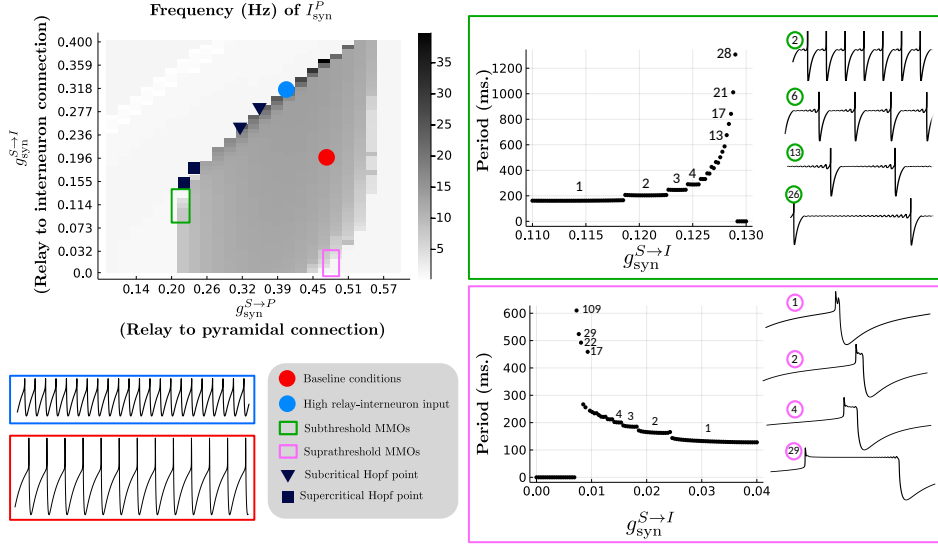 Frequency (Hz) of I_syn^P
(Relay to interneuron connection)
g_syn^{S→I}
0.400
0.359
0.318
0.277
0.236
0.196
0.155
0.114
0.073
0.032
0.0
0.14 0.20 0.26 0.32 0.39 0.45 0.51 0.57
g_syn^{S→P}
(Relay to pyramidal connection)
35
30
25
20
15
10
5
Baseline conditions
High relay-interneuron input
Subthreshold MMOs
Suprathreshold MMOs
Subcritical Hopf point
Supercritical Hopf point
Period (ms.)
1200
1000
800
600
400
200
0
28
21
17
13
1 2 3 4
0.110 0.115 0.120 0.125 0.130
g_syn^{S→I}
2
6
13
26
Period (ms.)
600
500
400
300
200
100
0
109
29
22
17
4 3 2 1
0.00 0.01 0.02 0.03 0.04
g_syn^{S→I}
1
2
4
29